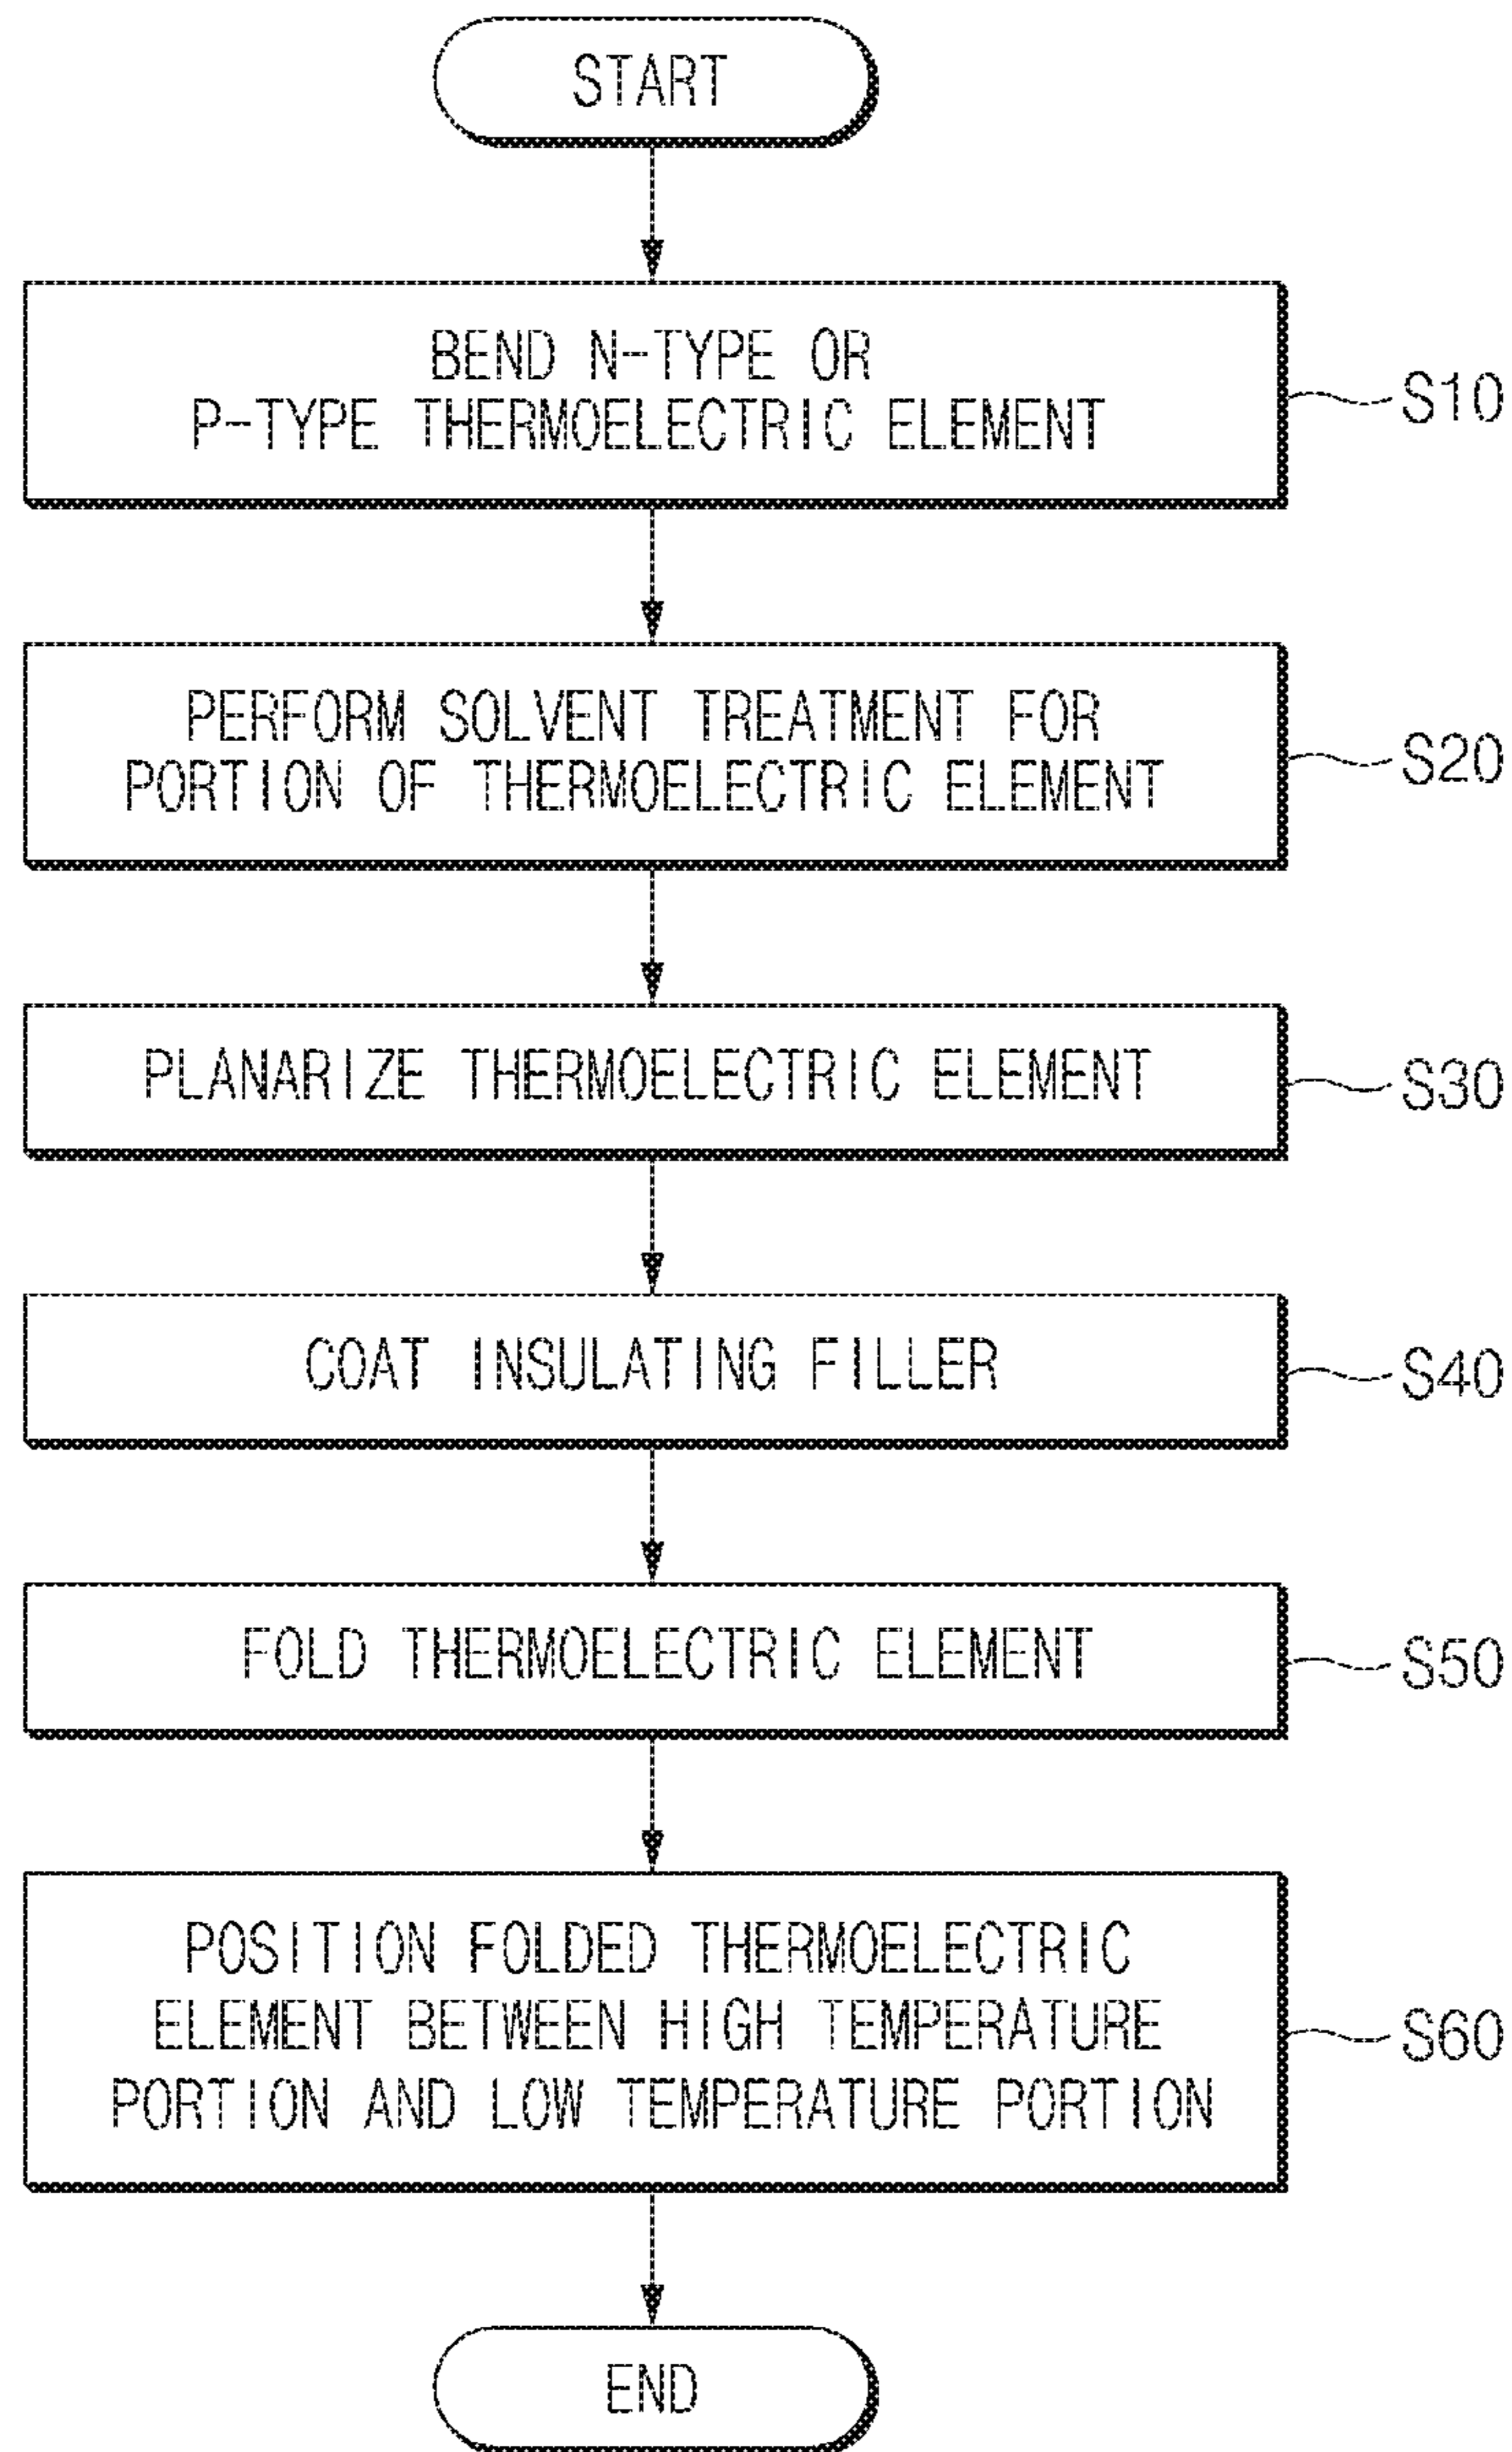 START
BEND N-TYPE OR
P-TYPE THERMOELECTRIC ELEMENT
S10
PERFORM SOLVENT TREATMENT FOR
PORTION OF THERMOELECTRIC ELEMENT
S20
PLANARIZE THERMOELECTRIC ELEMENT
S30
COAT INSULATING FILLER
S40
FOLD THERMOELECTRIC ELEMENT
S50
POSITION FOLDED THERMOELECTRIC
ELEMENT BETWEEN HIGH TEMPERATURE
PORTION AND LOW TEMPERATURE PORTION
S60
END